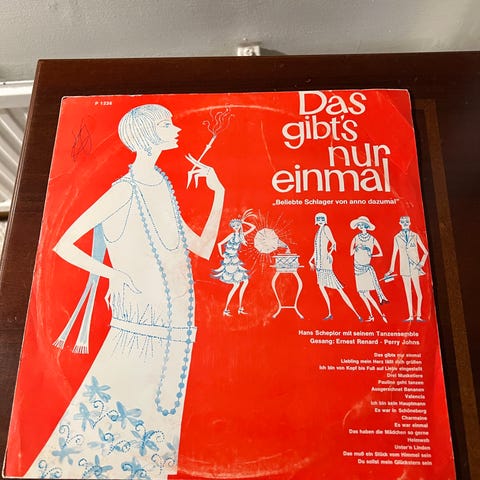 P 1236
Das
gibt's
nur
einmal
„Beliebte Schlager von anno dazumal"
Hans Scheplor mit seinem Tanzensemble
Gesang: Ernest Renard - Perry Johns
Das gibts nur einmal
Liebling mein Herz läßt dich grüßen
Ich bin von Kopf bis Fuß auf Liebe eingestellt
Drei Musketiere
Pauline geht tanzen
Ausgerechnet Bananen
Valencia
Ich bin kein Hauptmann
Es war in Schöneberg
Charmaine
Es war einmal
Das haben die Mädchen so gerne
Heimweh
Unter'n Linden
Das muß ein Stück vom Himmel sein
Du sollst mein Glücksstern sein